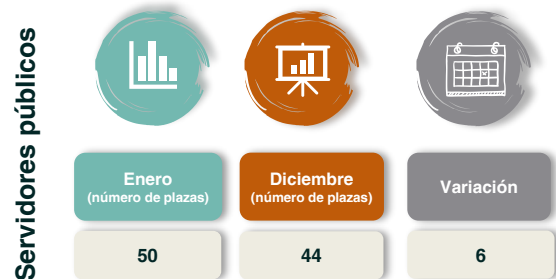 Servidores públicos
Enero
(número de plazas)
Diciembre
(número de plazas)
Variación
50
44
6